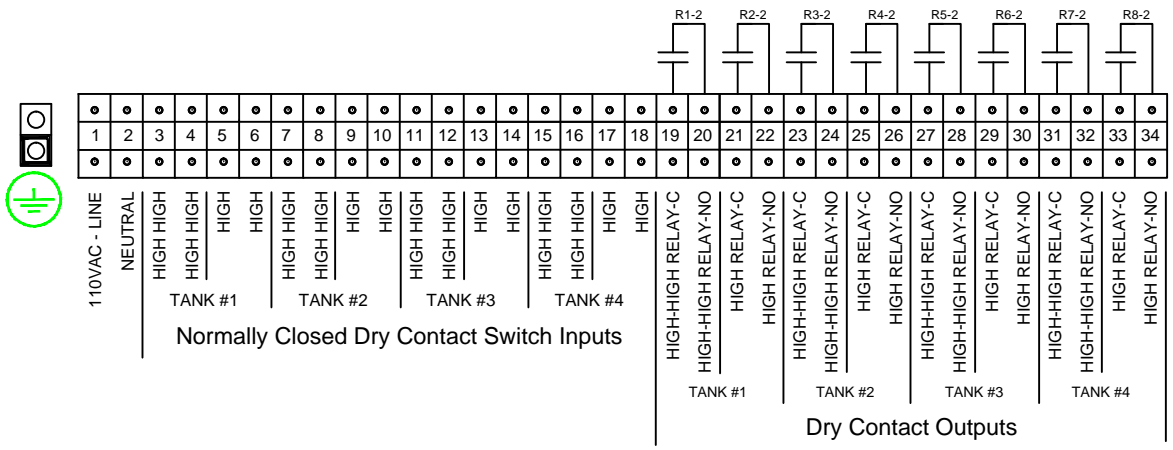 R1-2 R2-2 R3-2 R4-2 R5-2 R6-2 R7-2 R8-2
1 2 3 4 5 6 7 8 9 10 11 12 13 14 15 16 17 18 19 20 21 22 23 24 25 26 27 28 29 30 31 32 33 34
110VAC - LINE
NEUTRAL
HIGH HIGH
HIGH HIGH
HIGH
HIGH
HIGH HIGH
HIGH HIGH
HIGH
HIGH
HIGH HIGH
HIGH HIGH
HIGH
HIGH
HIGH HIGH
HIGH HIGH
HIGH
HIGH
HIGH-HIGH RELAY-C
HIGH-HIGH RELAY-NO
HIGH RELAY-C
HIGH RELAY-NO
HIGH-HIGH RELAY-C
HIGH-HIGH RELAY-NO
HIGH RELAY-C
HIGH RELAY-NO
HIGH-HIGH RELAY-C
HIGH-HIGH RELAY-NO
HIGH RELAY-C
HIGH RELAY-NO
HIGH-HIGH RELAY-C
HIGH-HIGH RELAY-NO
HIGH RELAY-C
HIGH RELAY-NO
TANK #1 TANK #2 TANK #3 TANK #4
Normally Closed Dry Contact Switch Inputs
TANK #1 TANK #2 TANK #3 TANK #4
Dry Contact Outputs